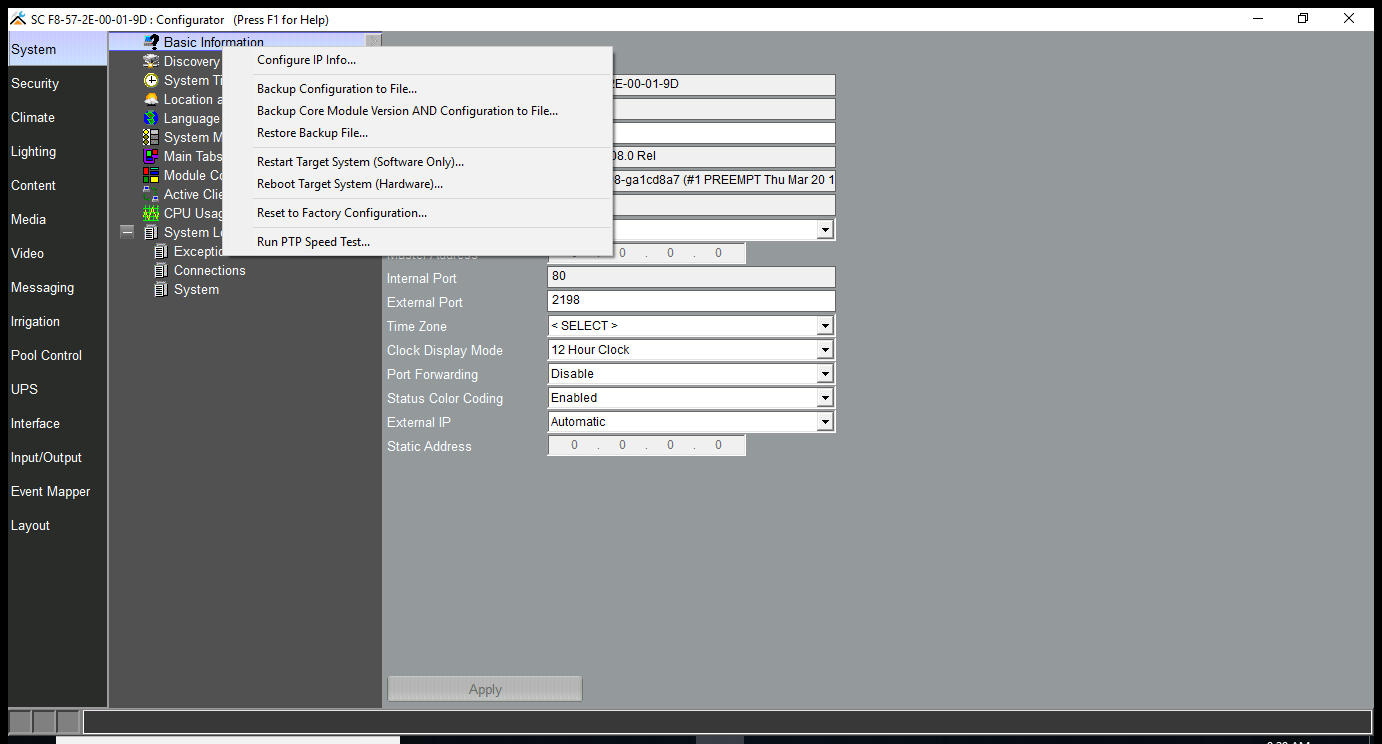 SC F8-57-2E-00-01-9D : Configurator (Press F1 for Help)
System
Security
Climate
Lighting
Content
Media
Video
Messaging
Irrigation
Pool Control
UPS
Interface
Input/Output
Event Mapper
Layout
Basic Information
Discovery
System Ti
Location a
Language
System M
Main Tabs
Module Co
Active Clie
CPU Usag
System Lo
Exceptio
Connections
System
Configure IP Info...
Backup Configuration to File...
Backup Core Module Version AND Configuration to File...
Restore Backup File...
Restart Target System (Software Only)...
Reboot Target System (Hardware)...
Reset to Factory Configuration...
Run PTP Speed Test...
2E-00-01-9D
08.0 Rel
8-ga1cd8a7 (#1 PREEMPT Thu Mar 20 1
Master Address . 0 . 0 . 0
Internal Port 80
External Port 2198
Time Zone < SELECT >
Clock Display Mode 12 Hour Clock
Port Forwarding Disable
Status Color Coding Enabled
External IP Automatic
Static Address 0 . 0 . 0 . 0
Apply